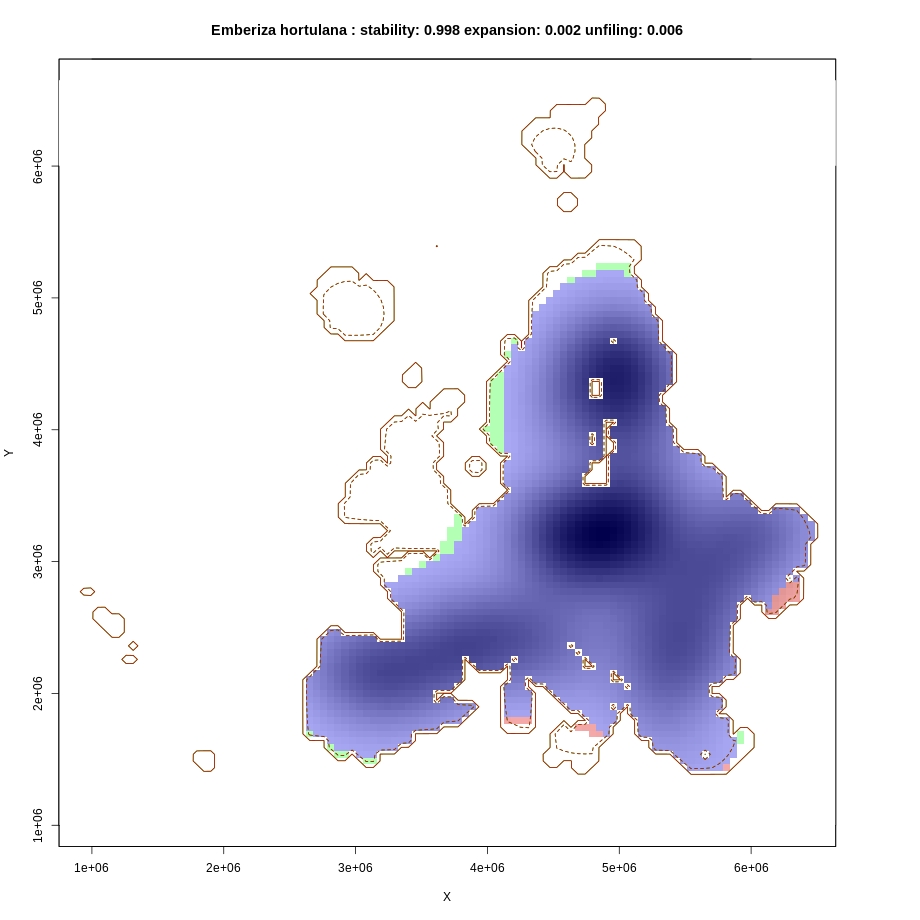 Emberiza hortulana : stability: 0.998 expansion: 0.002 unfiling: 0.006
6e+06
5e+06
4e+06
Y
3e+06
2e+06
1e+06
1e+06 2e+06 3e+06 4e+06 5e+06 6e+06
X